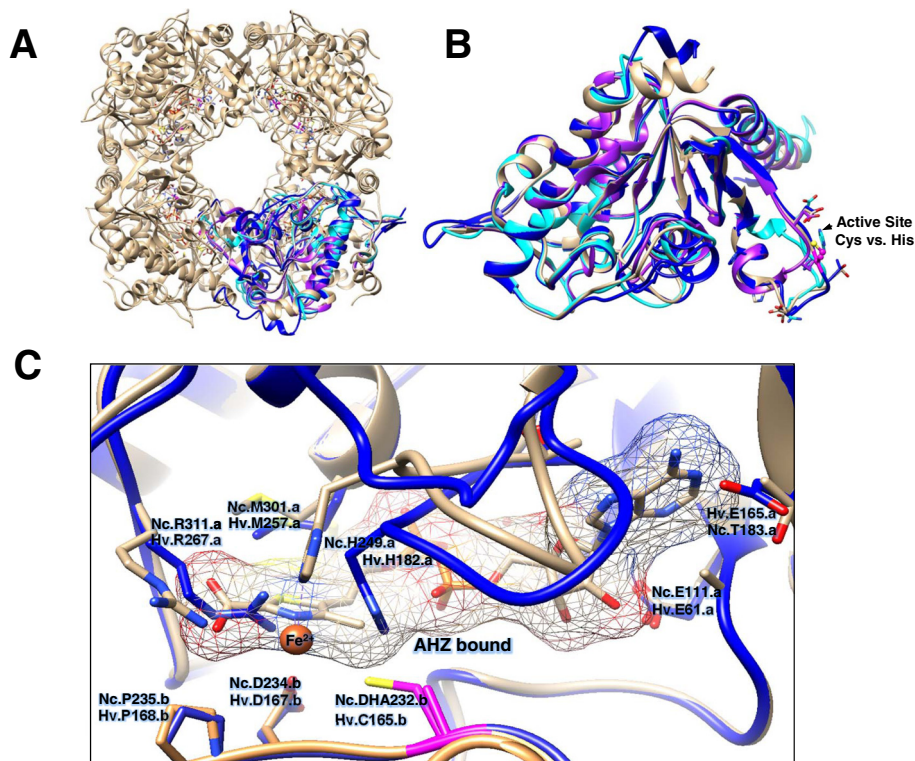 A
B
Active Site
Cys vs. His
C
Nc.M301.a
Hv.M257.a
Nc.R311.a
Hv.R267.a
Nc.H249.a
Hv.H182.a
Hv.E165.a
Nc.T183.a
Nc.E111.a
Hv.E61.a
Fe²⁺
AHZ bound
Nc.D234.b
Hv.D167.b
Nc.P235.b
Hv.P168.b
Nc.DHA232.b
Hv.C165.b